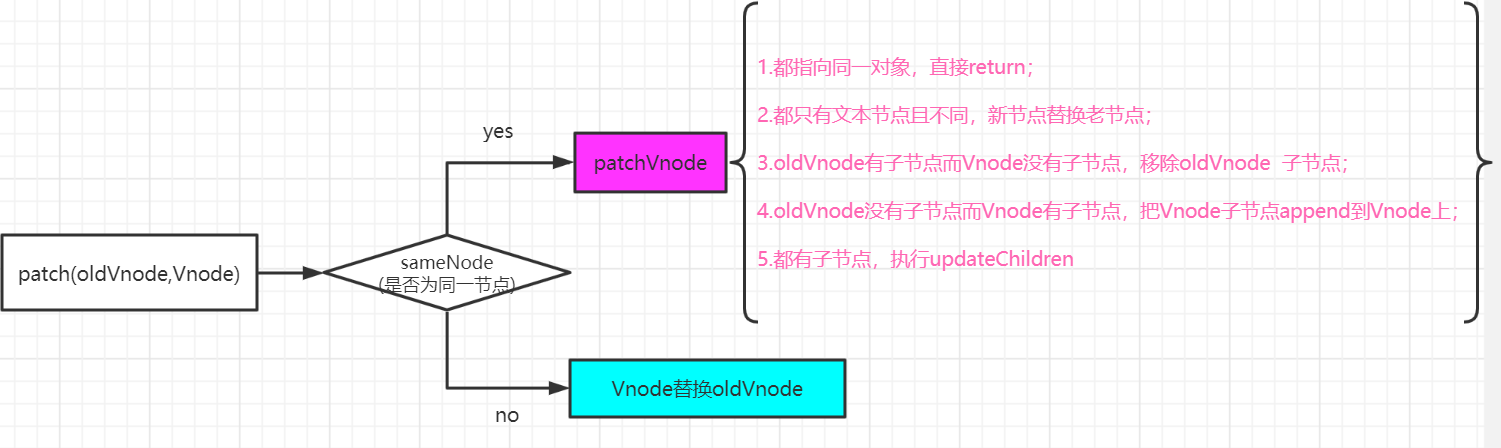 patch(oldVnode,Vnode)
sameNode
(是否为同一节点)
yes
patchVnode
1.都指向同一对象，直接return；
2.都只有文本节点且不同，新节点替换老节点；
3.oldVnode有子节点而Vnode没有子节点，移除oldVnode 子节点；
4.oldVnode没有子节点而Vnode有子节点，把Vnode子节点append到Vnode上；
5.都有子节点，执行updateChildren
no
Vnode替换oldVnode